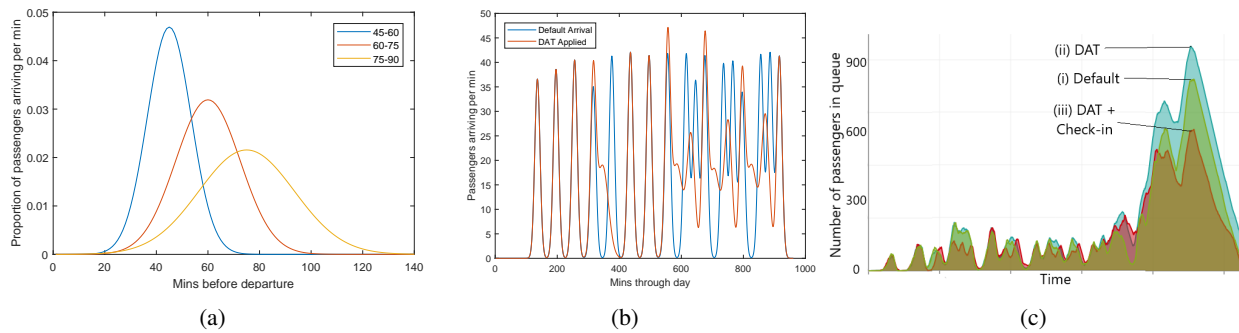 Proportion of passengers arriving per min
0.05
0.04
0.03
0.02
0.01
0
0 20 40 60 80 100 120 140
Mins before departure
45-60
60-75
75-90
(a)
Passengers arriving per min
50
45
40
35
30
25
20
15
10
5
0
0 200 400 600 800 1000
Mins through day
Default Arrival
DAT Applied
(b)
Number of passengers in queue
900
600
300
0
Time
(ii) DAT
(i) Default
(iii) DAT +
Check-in
(c)